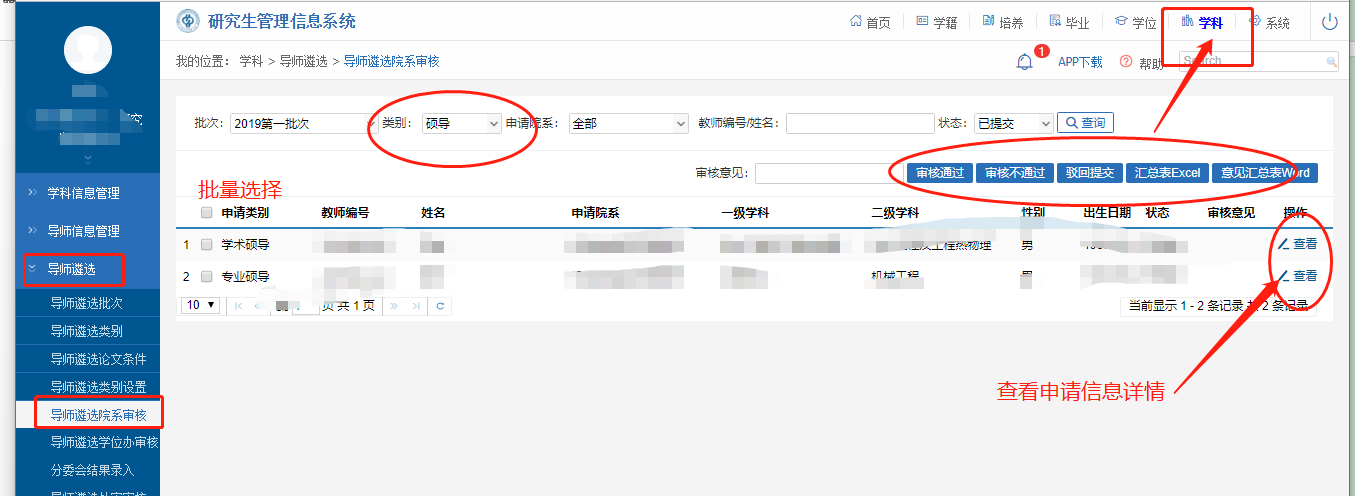 研究生管理信息系统 首页 学籍 培养 毕业 学位 学科 系统
我的位置： 学科 > 导师遴选 > 导师遴选院系审核 1 APP下载 帮助 Search
批次： 2019第一批次 类别： 硕导 申请院系： 全部 教师编号/姓名： 状态： 已提交 查询
审核意见： 审核通过 审核不通过 驳回提交 汇总表Excel 意见汇总表Word
批量选择
申请类别 教师编号 姓名 申请院系 一级学科 二级学科 性别 出生日期 状态 审核意见 操作
1 学术硕导 工程热物理 男 查看
2 专业硕导 机械工程 查看
10 页 共 1 页 当前显示 1 - 2 条记录 共 2 条记录
查看申请信息详情
学科信息管理
导师信息管理
导师遴选
导师遴选批次
导师遴选类别
导师遴选论文条件
导师遴选类别设置
导师遴选院系审核
导师遴选学位办审核
分委会结果录入